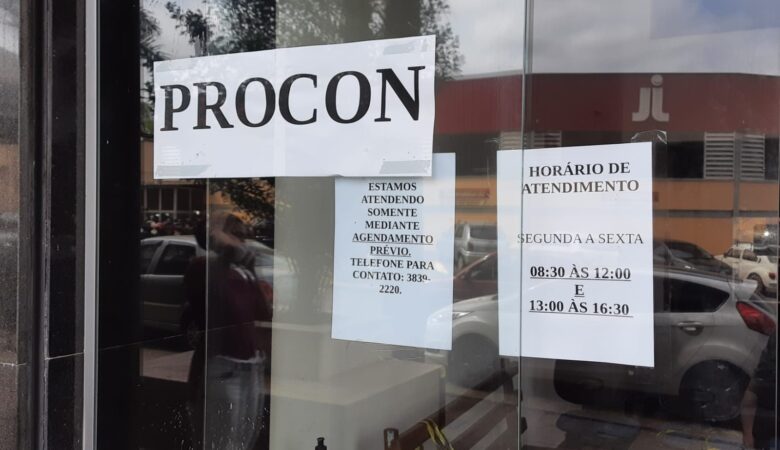 PROCON
ESTAMOS
ATENDENDO
SOMENTE
MEDIANTE
AGENDAMENTO
PRÉVIO.
TELEFONE PARA
CONTATO: 3839-
2220.
HORÁRIO DE
ATENDIMENTO
SEGUNDA A SEXTA
08:30 ÀS 12:00
E
13:00 ÀS 16:30